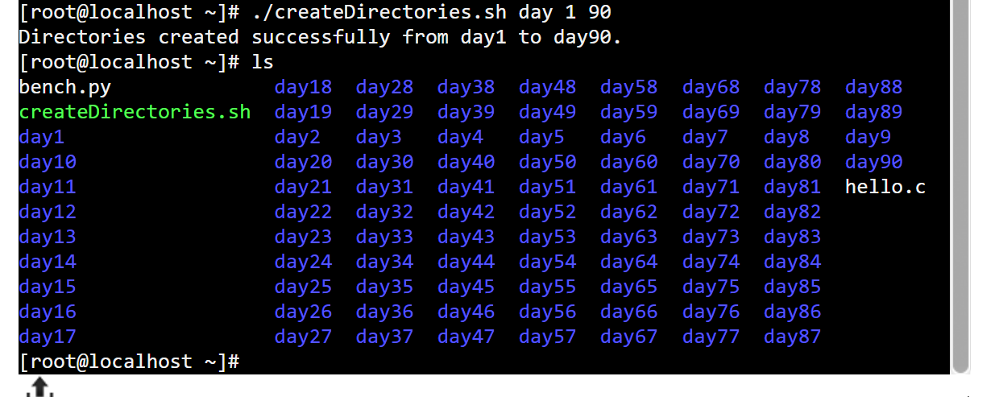 [root@localhost ~]# ./createDirectories.sh day 1 90
Directories created successfully from day1 to day90.
[root@localhost ~]# ls
bench.py             day18  day28  day38  day48  day58  day68  day78  day88
createDirectories.sh  day19  day29  day39  day49  day59  day69  day79  day89
day1                  day2   day3   day4   day5   day6   day7   day8   day9
day10                 day20  day30  day40  day50  day60  day70  day80  day90
day11                 day21  day31  day41  day51  day61  day71  day81  hello.c
day12                 day22  day32  day42  day52  day62  day72  day82
day13                 day23  day33  day43  day53  day63  day73  day83
day14                 day24  day34  day44  day54  day64  day74  day84
day15                 day25  day35  day45  day55  day65  day75  day85
day16                 day26  day36  day46  day56  day66  day76  day86
day17                 day27  day37  day47  day57  day67  day77  day87
[root@localhost ~]#